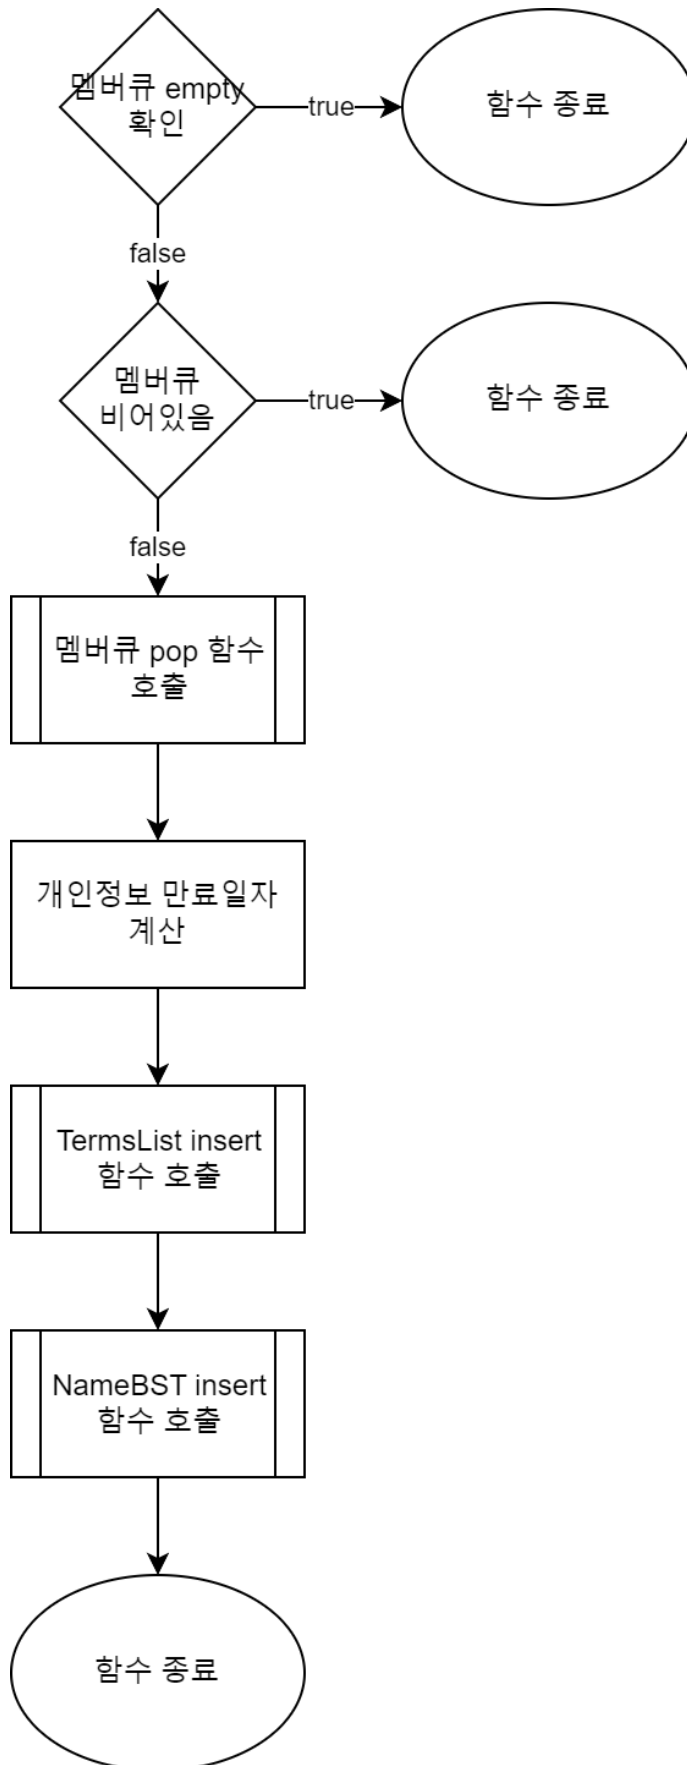 멤버큐 empty
확인
true
함수 종료
false
멤버큐
비어있음
true
함수 종료
false
멤버큐 pop 함수
호출
개인정보 만료일자
계산
TermsList insert
함수 호출
NameBST insert
함수 호출
함수 종료